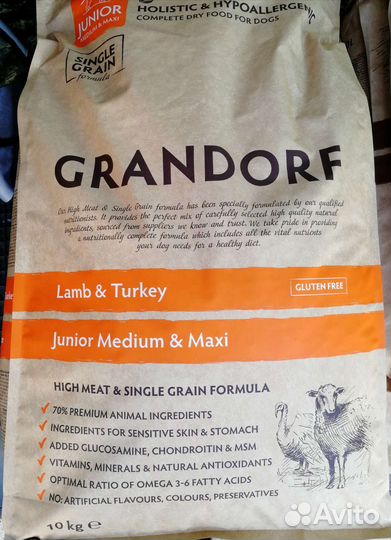 JUNIOR
MEDIUM & MAXI
HOLISTIC & HYPOALLERGENIC
COMPLETE DRY FOOD FOR DOGS
SINGLE
GRAIN
formula
GRANDORF
Our High Meat & Single Grain formula has been specially formulated by our qualified
nutritionists. It provides the perfect mix of carefully selected high quality natural
ingredients, sourced from suppliers we know and trust. We take pride in providing
a nutritionally complete formula which includes all the vital nutrients
your dog needs for a healthy diet.
Lamb & Turkey
GLUTEN FREE
Junior Medium & Maxi
HIGH MEAT & SINGLE GRAIN FORMULA
70% PREMIUM ANIMAL INGREDIENTS
INGREDIENTS FOR SENSITIVE SKIN & STOMACH
ADDED GLUCOSAMINE, CHONDROITIN & MSM
VITAMINS, MINERALS & NATURAL ANTIOXIDANTS
OPTIMAL RATIO OF OMEGA 3-6 FATTY ACIDS
NO: ARTIFICIAL FLAVOURS, COLOURS, PRESERVATIVES
10 kg e
Avito